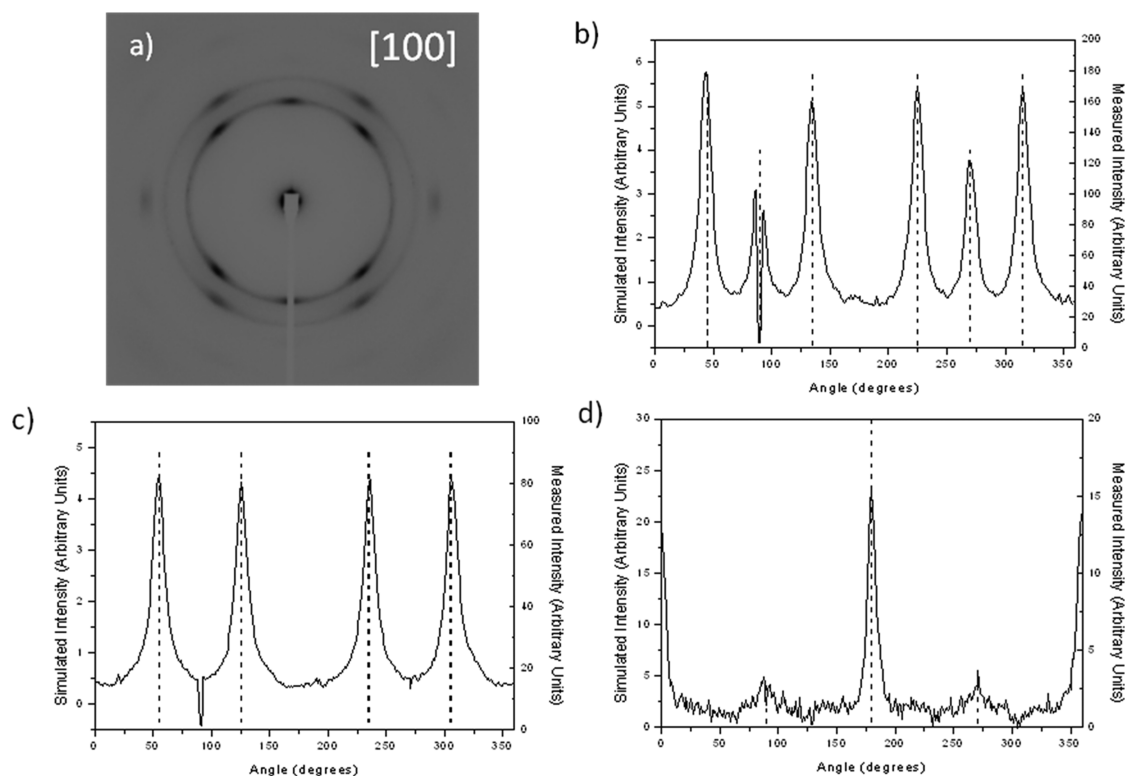 a)
[100]
b)
Simulated Intensity (Arbitrary Units)
6
5
4
3
2
1
0
200
180
160
140
120
100
80
60
40
20
0
Measured Intensity (Arbitrary Units)
0 50 100 150 200 250 300 350
Angle (degrees)
c)
Simulated Intensity (Arbitrary Units)
5
4
3
2
1
0
100
80
60
40
20
0
Measured Intensity (Arbitrary Units)
0 50 100 150 200 250 300 350
Angle (degrees)
d)
Simulated Intensity (Arbitrary Units)
30
25
20
15
10
5
0
20
15
10
5
0
Measured Intensity (Arbitrary Units)
0 50 100 150 200 250 300 350
Angle (degrees)